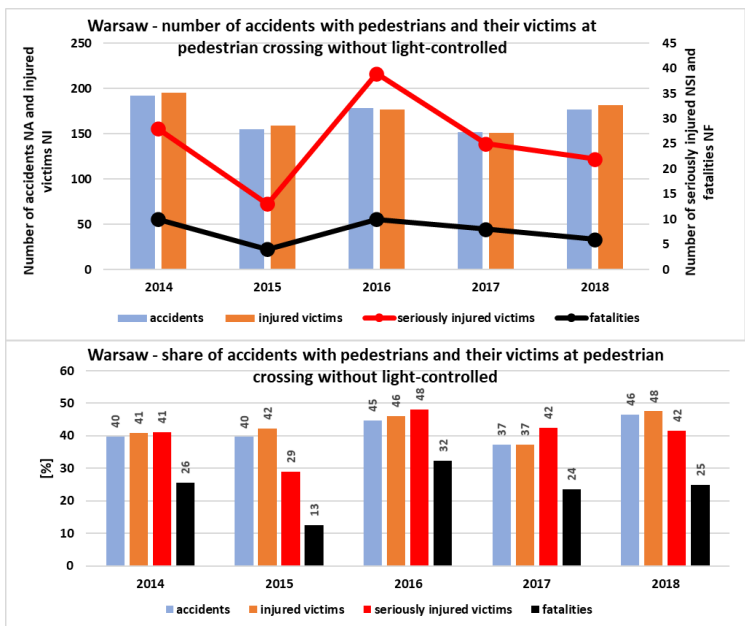 Warsaw - number of accidents with pedestrians and their victims at
pedestrian crossing without light-controlled
Number of accidents NA and injured
victims NI
250
200
150
100
50
0
45
40
35
30
25
20
15
10
5
0
Number of seriously injured NSI and
fatalities NF
2014 2015 2016 2017 2018
accidents injured victims seriously injured victims fatalities
Warsaw - share of accidents with pedestrians and their victims at pedestrian
crossing without light-controlled
[%]
60
50
40
30
20
10
0
40 41 41 26 40 42 29 13 45 46 48 32 37 37 42 24 46 48 42 25
2014 2015 2016 2017 2018
accidents injured victims seriously injured victims fatalities